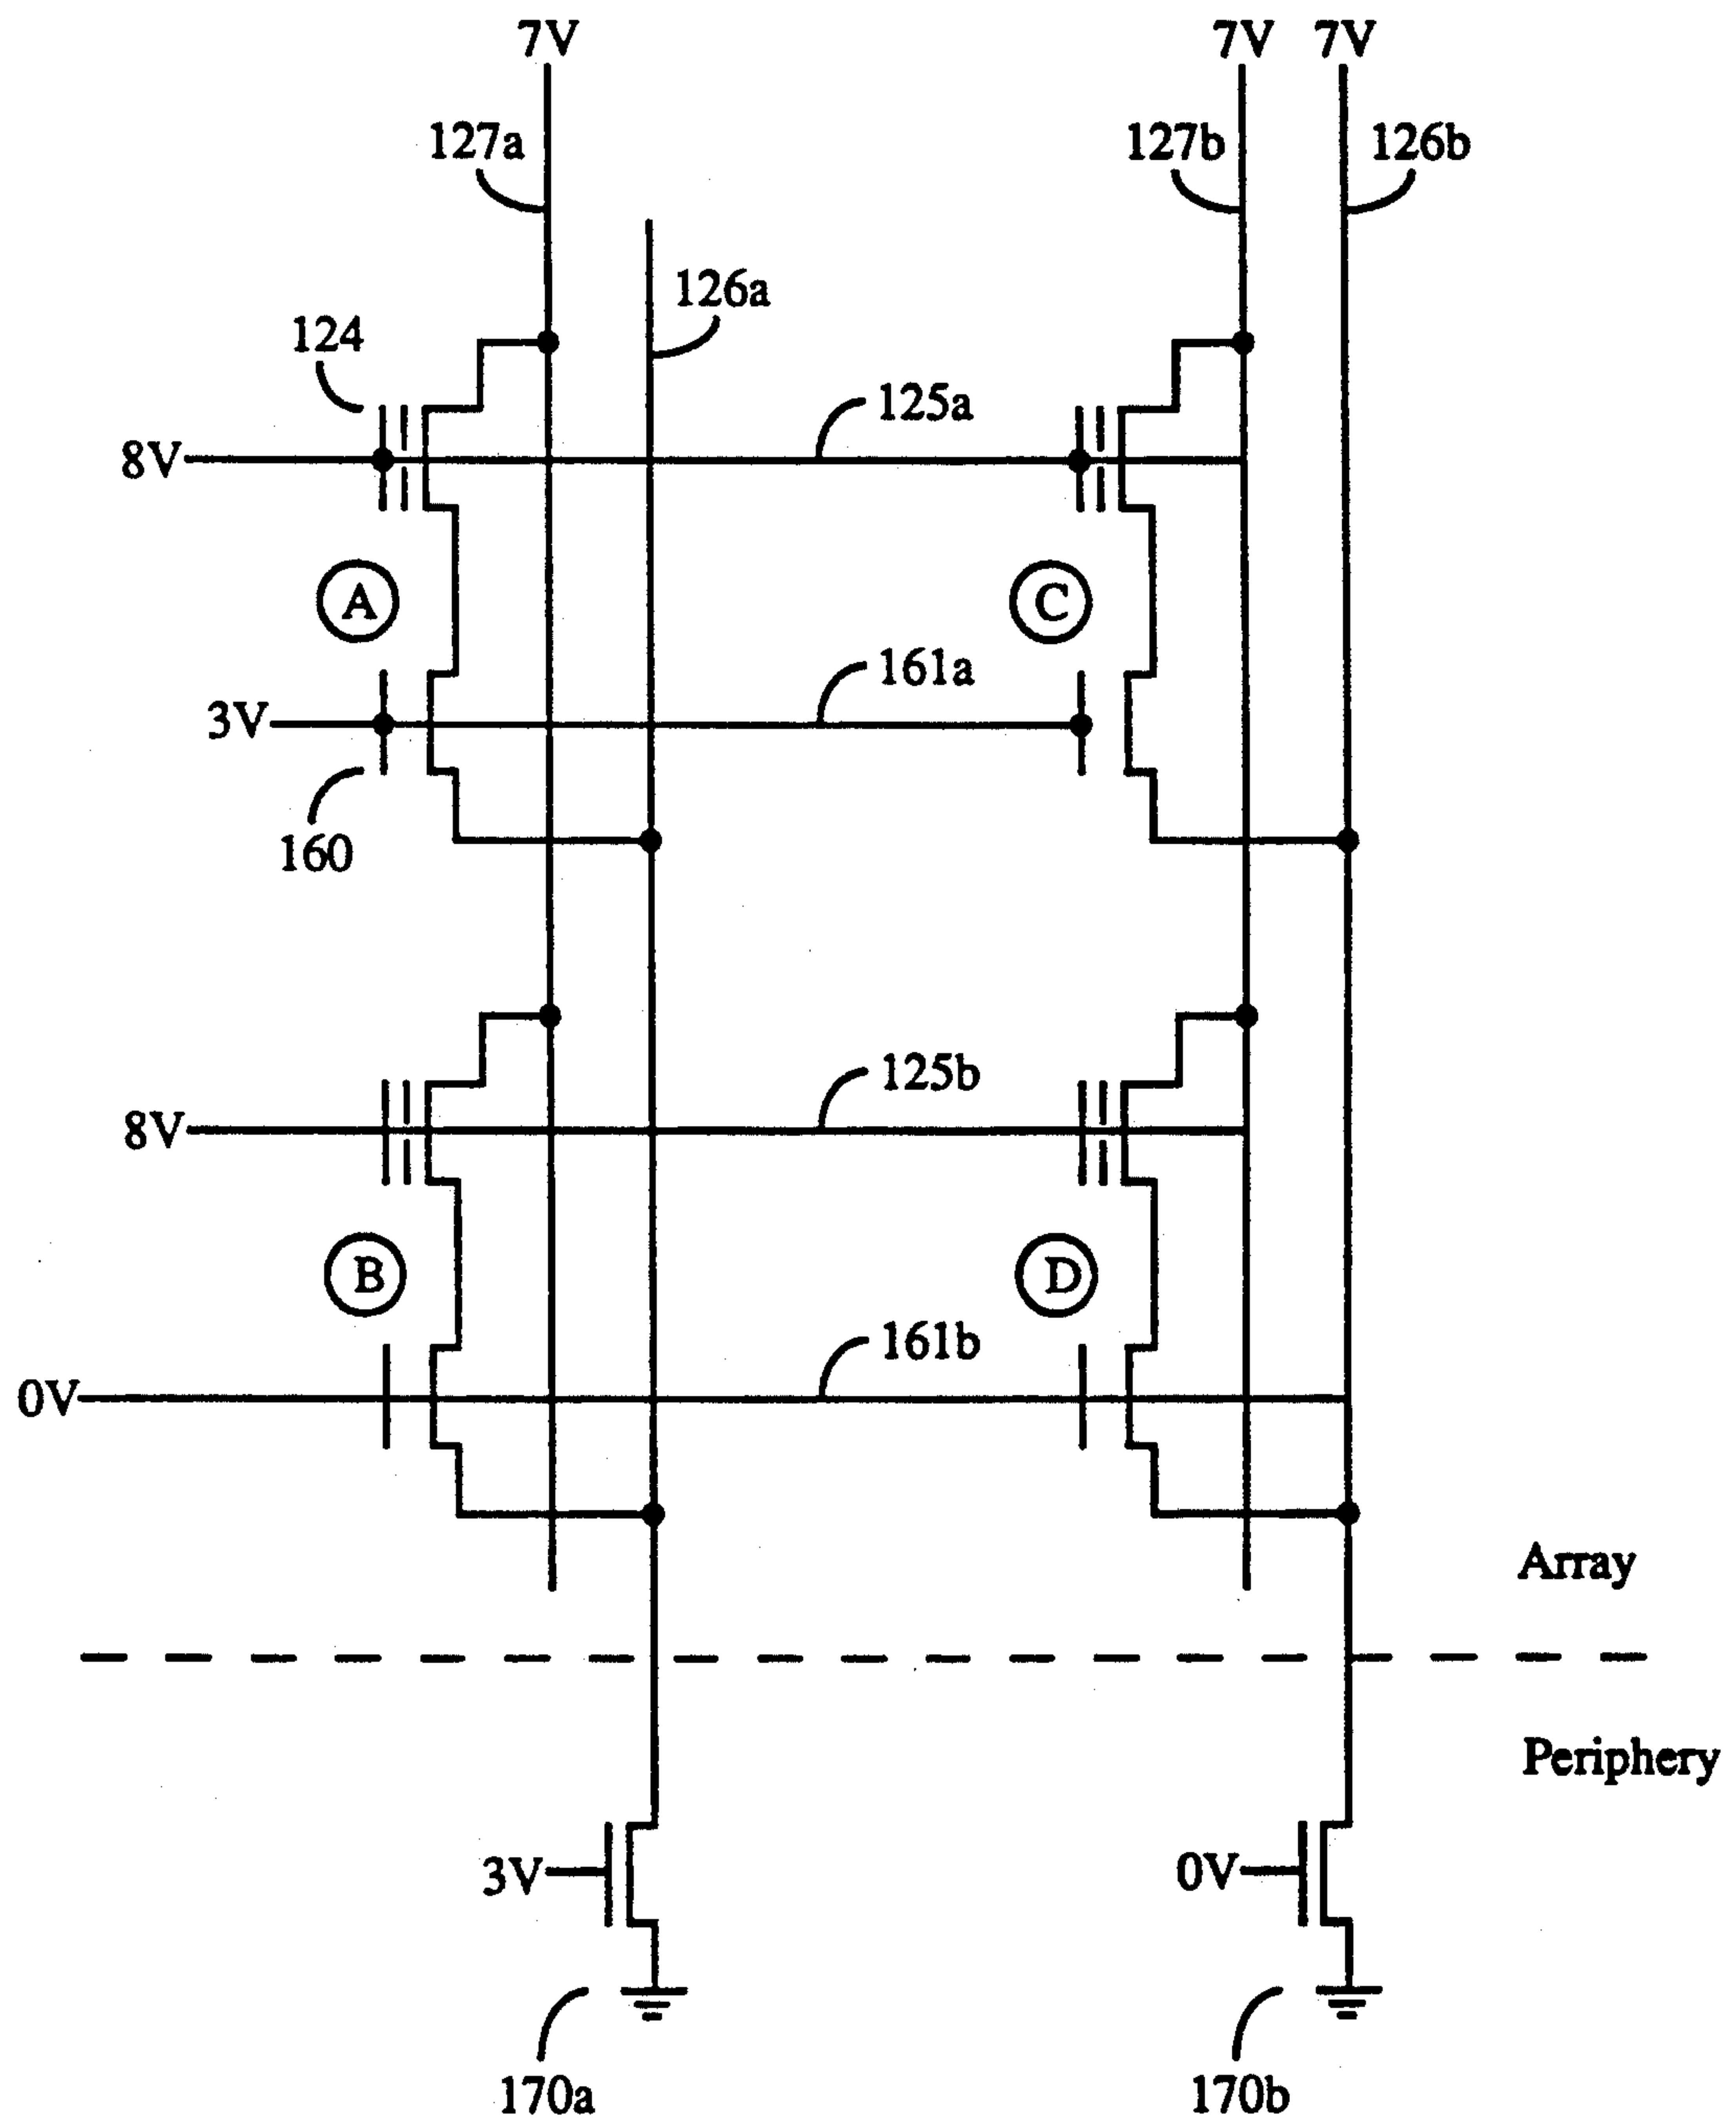 7V
7V
7V
127a
127b
126b
126a
124
125a
8V
A
C
161a
3V
160
125b
8V
B
D
161b
0V
Array
Periphery
3V
0V
170a
170b